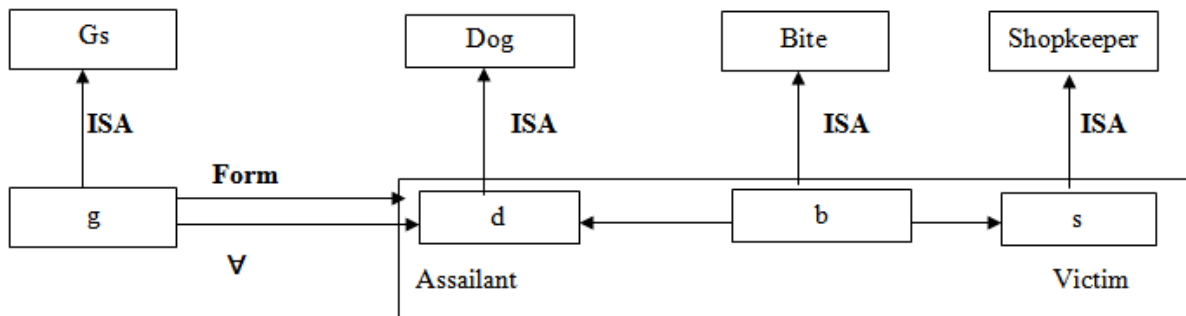 Gs Dog Bite Shopkeeper
ISA ISA ISA ISA
Form
g d b s
∀
Assailant Victim